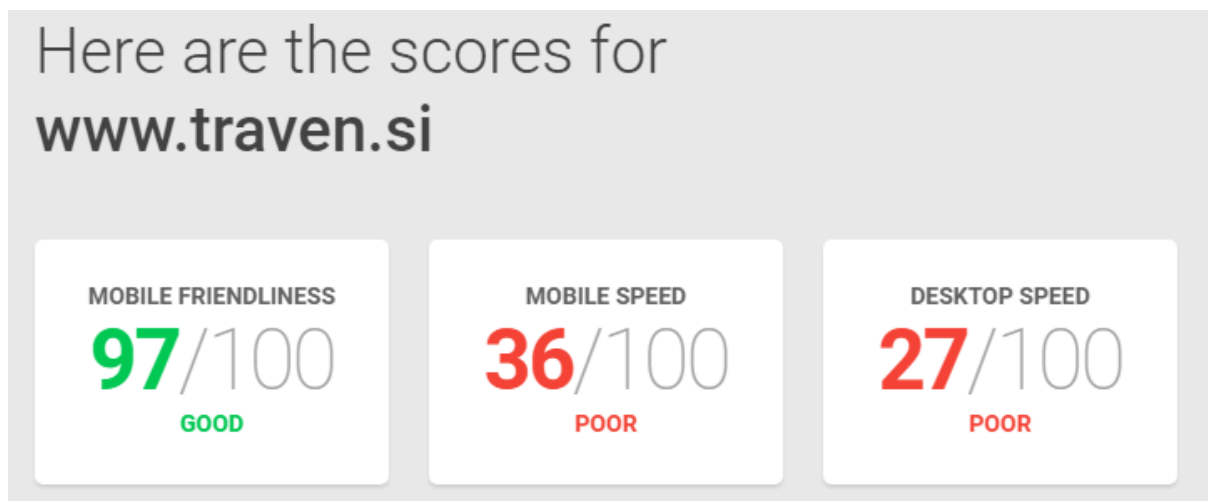 Here are the scores for
www.traven.si
MOBILE FRIENDLINESS
97/100
GOOD
MOBILE SPEED
36/100
POOR
DESKTOP SPEED
27/100
POOR